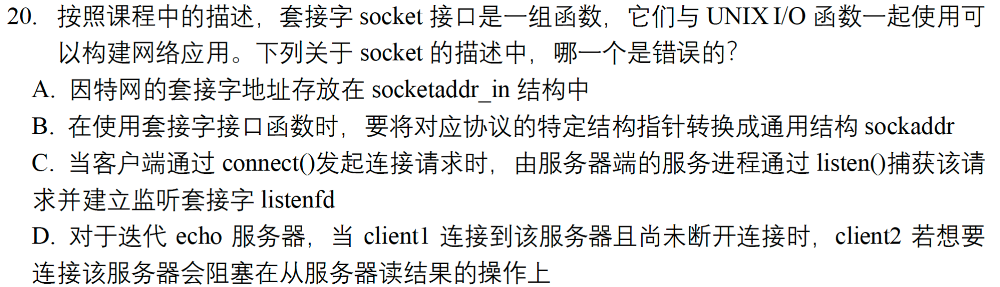 20. 按照课程中的描述，套接字 socket 接口是一组函数，它们与 UNIX I/O 函数一起使用可
以构建网络应用。下列关于 socket 的描述中，哪一个是错误的？
A. 因特网的套接字地址存放在 socketaddr_in 结构中
B. 在使用套接字接口函数时，要将对应协议的特定结构指针转换成通用结构 sockaddr
C. 当客户端通过 connect()发起连接请求时，由服务器端的服务进程通过 listen()捕获该请
求并建立监听套接字 listenfd
D. 对于迭代 echo 服务器，当 client1 连接到该服务器且尚未断开连接时，client2 若想要
连接该服务器会阻塞在从服务器读结果的操作上